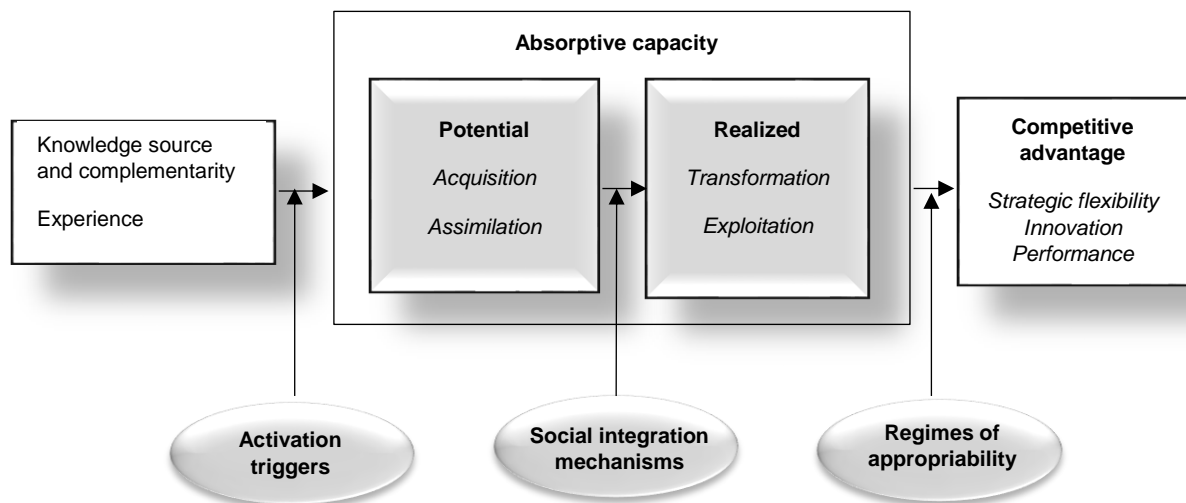 Absorptive capacity
Knowledge source
and complementarity
Experience
Potential
Acquisition
Assimilation
Realized
Transformation
Exploitation
Competitive
advantage
Strategic flexibility
Innovation
Performance
Activation
triggers
Social integration
mechanisms
Regimes of
appropriability